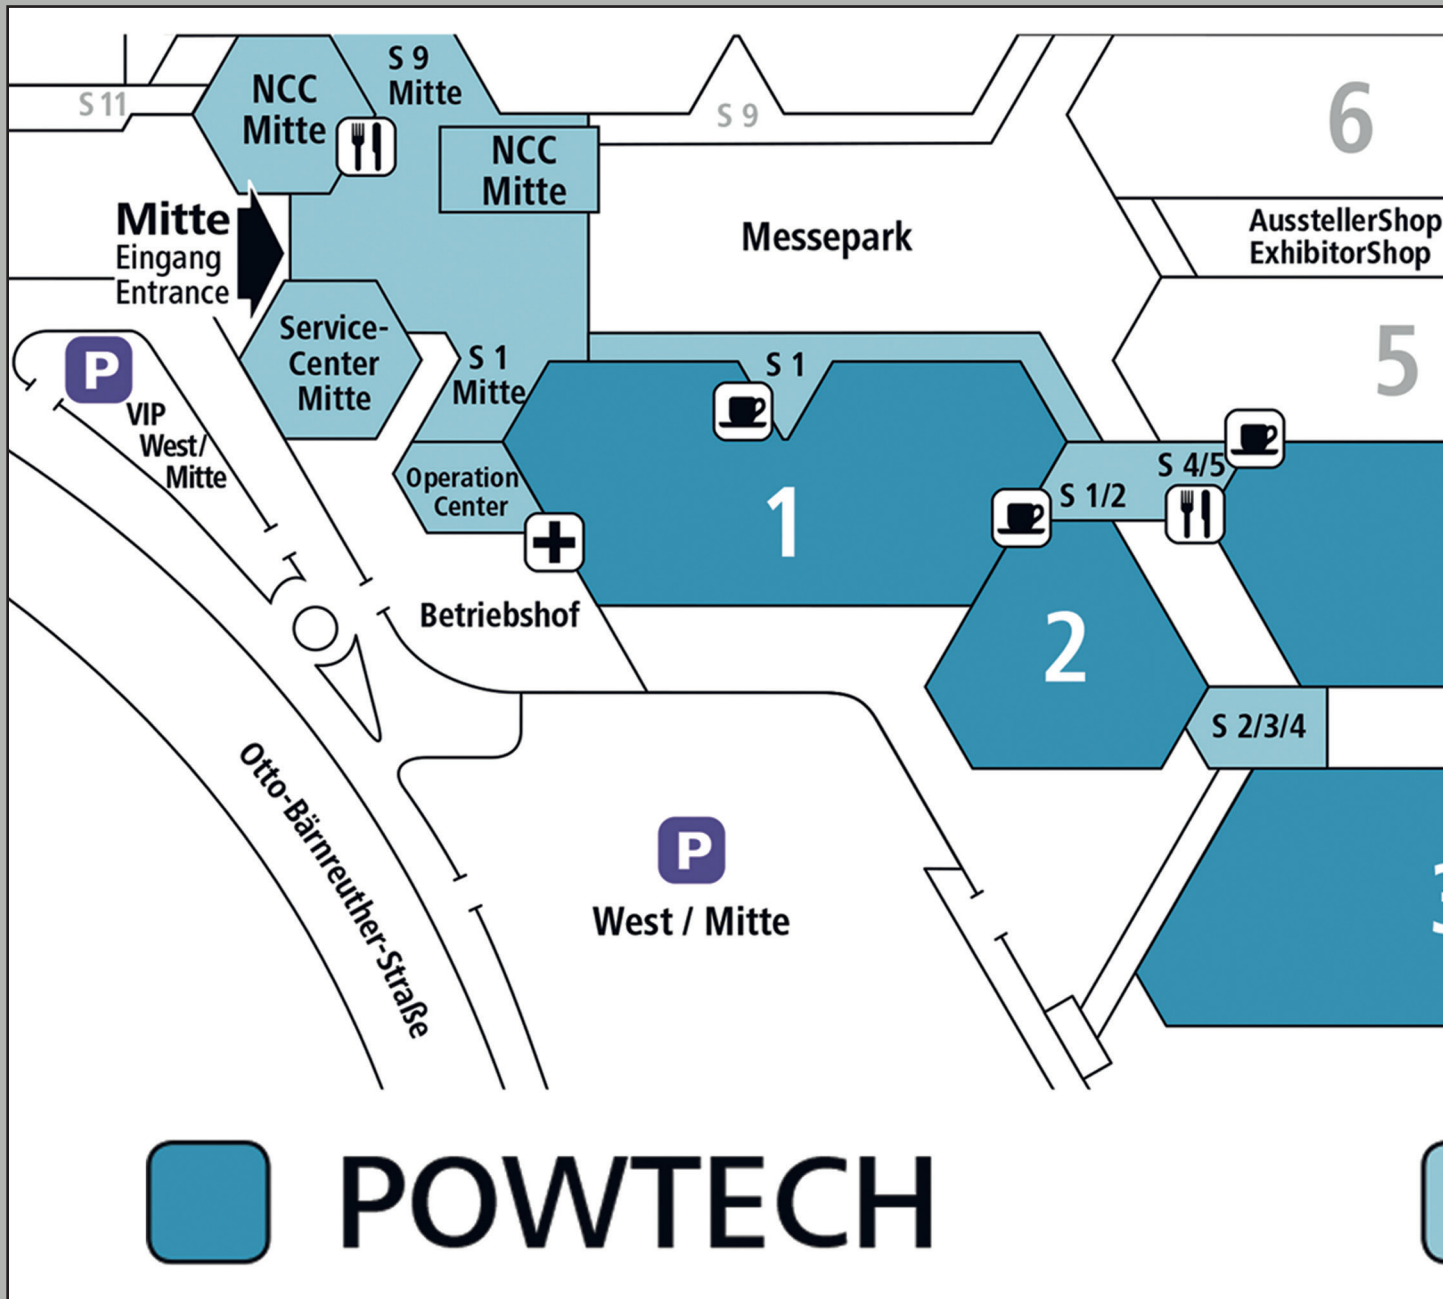 S 9
Mitte
NCC
Mitte
S 11
S 9
6
NCC
Mitte
Mitte
Eingang
Entrance
Messepark
AusstellerShop
ExhibitorShop
Service-
Center
Mitte
S 1
Mitte
S 1
5
P
VIP
West/
Mitte
Operation
Center
S 4/5
S 1/2
1
Betriebshof
2
S 2/3/4
Otto-Bärnreuther-Straße
P
West / Mitte
3
POWTECH